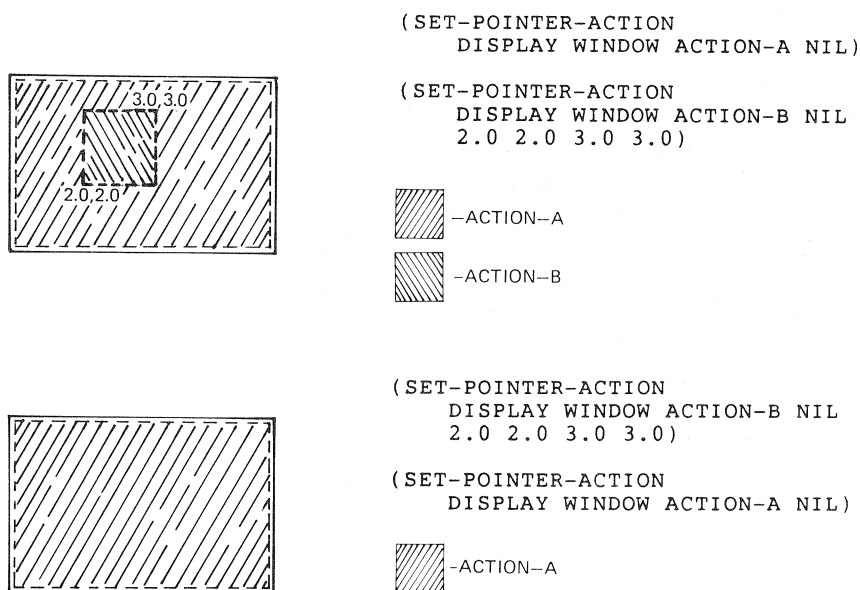 (SET-POINTER-ACTION
DISPLAY WINDOW ACTION-A NIL)
(SET-POINTER-ACTION
DISPLAY WINDOW ACTION-B NIL
2.0 2.0 3.0 3.0)
3.0,3.0
2.0,2.0
-ACTION-A
-ACTION-B
(SET-POINTER-ACTION
DISPLAY WINDOW ACTION-B NIL
2.0 2.0 3.0 3.0)
(SET-POINTER-ACTION
DISPLAY WINDOW ACTION-A NIL)
-ACTION-A